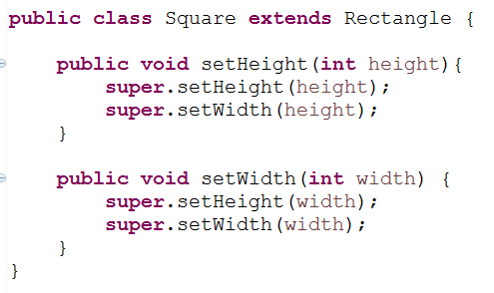 public class Square extends Rectangle {
public void setHeight(int height){
super.setHeight(height);
super.setWidth(height);
}
public void setWidth(int width) {
super.setHeight(width);
super.setWidth(width);
}
}